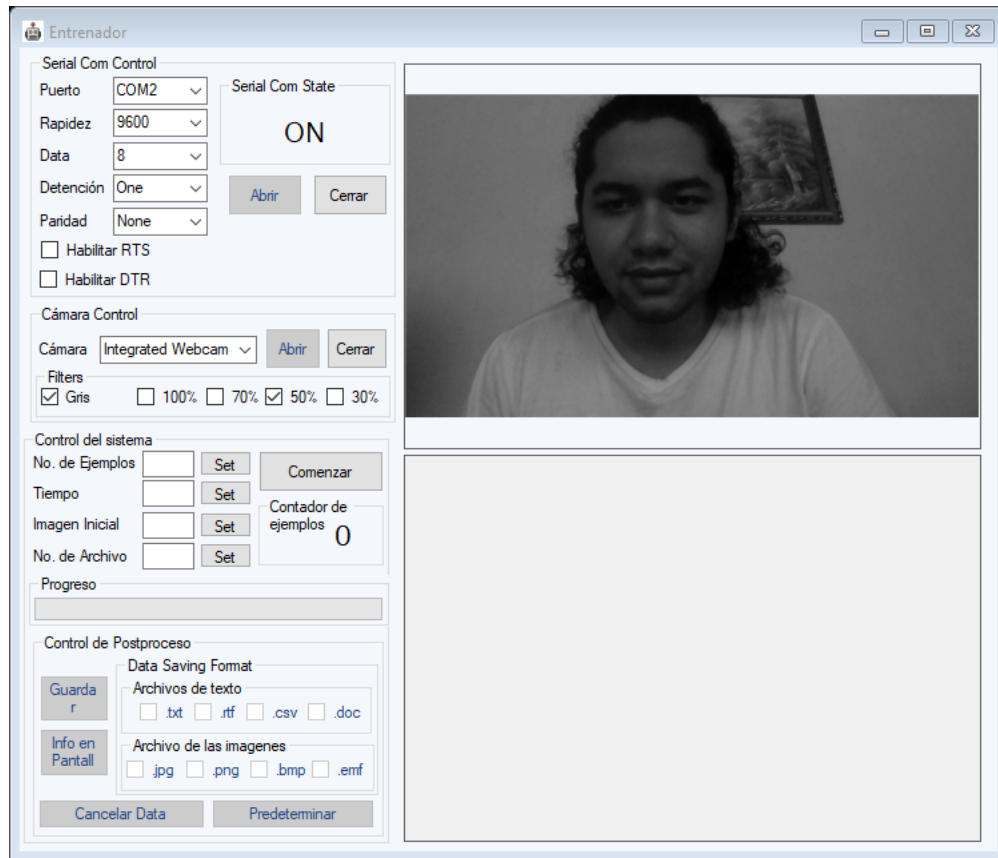 Entrenador
Serial Com Control
Puerto COM2
Rapidez 9600
Data 8
Detención One
Paridad None
Habilitar RTS
Habilitar DTR
Serial Com State
ON
Abrir Cerrar
Cámara Control
Cámara Integrated Webcam Abrir Cerrar
Filters
Gris 100% 70% 50% 30%
Control del sistema
No. de Ejemplos Set
Tiempo Set
Imagen Inicial Set
No. de Archivo Set
Comenzar
Contador de
ejemplos 0
Progreso
Control de Postproceso
Guarda
r
Info en
Pantall
Data Saving Format
Archivos de texto
.txt .rtf .csv .doc
Archivo de las imagenes
.jpg .png .bmp .emf
Cancelar Data Predeterminar